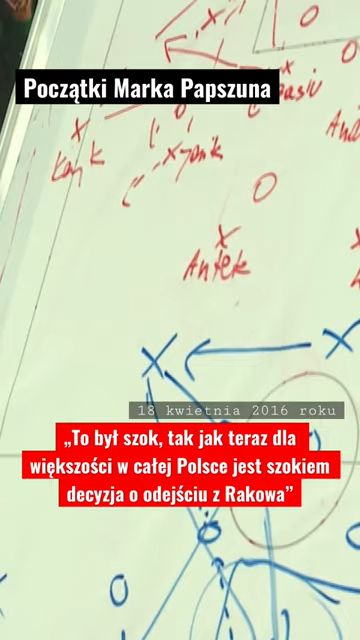 Początki Marka Papszuna
Antek
18 kwietnia 2016 roku
„To był szok, tak jak teraz dla
większości w całej Polsce jest szokiem
decyzja o odejściu z Rakowa”